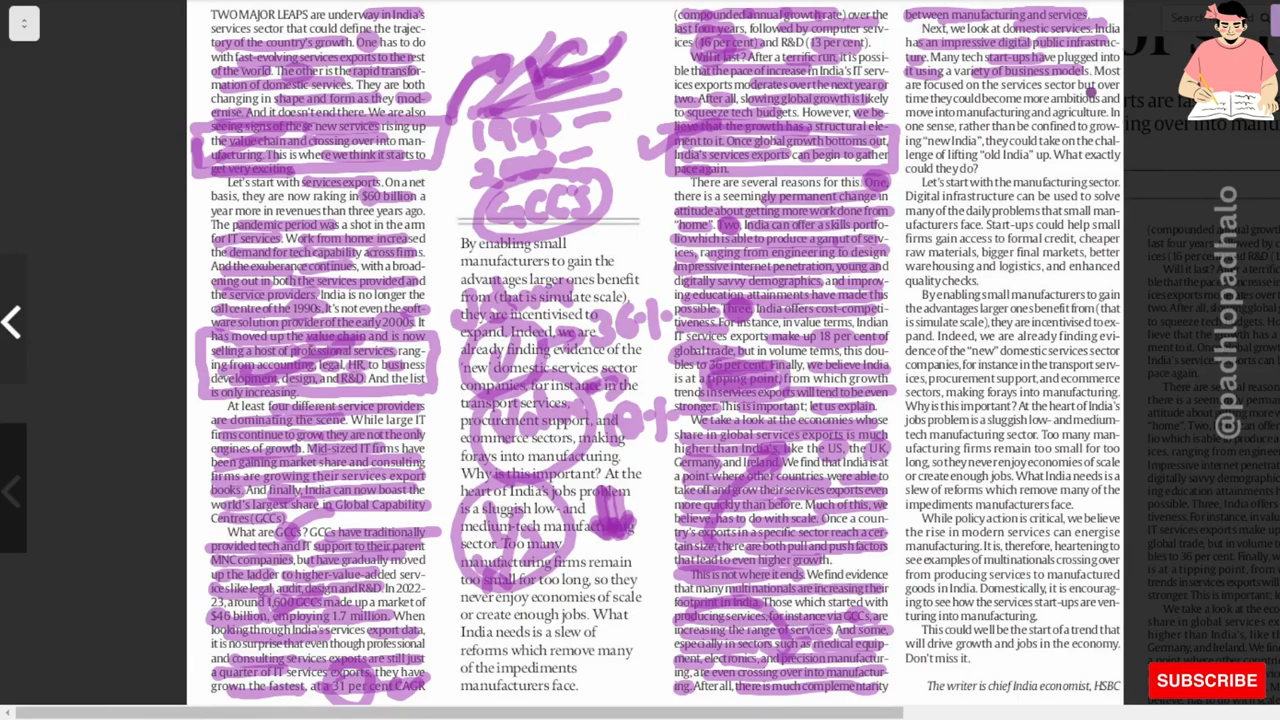 TWO MAJOR LEAPS are underway in India's
services sector that could define the trajec-
tory of the country's growth. One has to do
with fast-evolving services exports to the rest
of the world. The other is the rapid transfor-
mation of domestic services. They are both
changing in shape and form as they mod-
ernise. And it doesn't end there. We are also
seeing signs of these new services rising up
the value chain and crossing into man-
ufacturing. This is where we think it starts to
get very exciting.
Let's start with services exports. On a net
basis, they are now raking in $60 billion a
year more in revenues than three years ago.
The pandemic period was a shot in the arm
for IT services. Work from home increased
the demand for tech capability across firms.
And the exuberance continues, with a broad-
ening out in both the services provided and
the service providers. India is no longer the
call centre of the 1990s. It's not even the soft-
ware solution provider of the early 2000s. It
has moved up the value chain and is now
selling a host of professional services, rang-
ing from accounting, legal, HR, to business
development, design, and R&D. And the list
is only increasing.
At least four different service providers
are dominating the scene. While large IT
firms continue to grow, they are not the only
engines of growth. Mid-sized IT firms have
been gaining market share and consulting
firms are growing their services export
books. And finally, India can now boast the
world's largest share in Global Capability
Centres (GCCs).
What are GCCs? GCCs have traditionally
provided tech and IT support to their parent
MNC companies, but have gradually moved
up the ladder to higher-value-added serv-
ices like legal, audit, design and R&D. In 2022-
23, around 1,600 GCCs made up a market of
$46 billion, employing 1.7 million. When
looking through India's services export data,
it is no surprise that even though professional
and consulting services exports are still just
a quarter of IT services exports, they have
grown the fastest, at a 31 per cent CAGR
GCCs
By enabling small
manufacturers to gain the
advantages larger ones benefit
from (that is simulate scale),
they are incentivised to
expand. Indeed, we are
already finding evidence of the
'new' domestic services sector
companies, for instance in the
transport services,
procurement support, and
ecommerce sectors, making
forays into manufacturing.
Why is this important? At the
heart of India's jobs problem
is a sluggish low- and
medium-tech manufacturing
sector. Too many
manufacturing firms remain
too small for too long, so they
never enjoy economies of scale
or create enough jobs. What
India needs is a slew of
reforms which remove many
of the impediments
manufacturers face.
(compounded annual growth rate) over the
last four years, followed by computer serv-
ices (16 per cent) and R&D (13 per cent).
Will it last? After a terrific run, it is possi-
ble that the pace of increase in India's IT serv-
ices exports moderates over the next year or
two. After all, slowing global growth is likely
to squeeze tech budgets. However, we be-
lieve that the growth has a structural ele-
ment to it. Once global growth bottoms out,
India's services exports can begin to gather
pace again.
There are several reasons for this. One,
there is a seemingly permanent change in
attitude about getting more work done from
"home". Two, India can offer a skills portfo-
lio which is able to produce a gamut of serv-
ices, ranging from engineering to design.
Impressive internet penetration, young and
digitally savvy demographics, and improv-
ing education attainments have made this
possible. Three, India offers cost-competi-
tiveness. For instance, in value terms, Indian
IT services exports make up 18 per cent of
global trade, but in volume terms, this dou-
bles to 36 per cent. Finally, we believe India
is at a tipping point, from which growth
trends in services exports will tend to be even
stronger. This is important; let us explain.
We take a look at the economies whose
share in global services exports is much
higher than India's, like the US, the UK,
Germany, and Ireland. We find that India is at
a point where other countries were able to
take off and grow their services exports even
more quickly than before. Much of this, we
believe, has to do with scale. Once a coun-
try's exports in a specific sector reach a cer-
tain size, there are both pull and push factors
that lead to even higher growth.
This is not where it ends. We find evidence
that many multinationals are increasing their
footprint in India. Those which started with
producing services, for instance via GCCs, are
increasing the range of services. And some,
especially in sectors such as medical equip-
ment, electronics, and precision manufactur-
ing, are even crossing over into manufactur-
ing. After all, there is much complementarity
between manufacturing and services.
Next, we look at domestic services. India
has an impressive digital public infrastruc-
ture. Many tech start-ups have plugged into
it using a variety of business models. Most
are focused on the services sector but over
time they could become more ambitious and
move into manufacturing and agriculture. In
one sense, rather than be confined to grow-
ing "new India", they could take on the chal-
lenge of lifting "old India" up. What exactly
could they do?
Let's start with the manufacturing sector.
Digital infrastructure can be used to solve
many of the daily problems that small man-
ufacturers face. Start-ups could help small
firms gain access to formal credit, cheaper
raw materials, bigger final markets, better
warehousing and logistics, and enhanced
quality checks.
By enabling small manufacturers to gain
the advantages larger ones benefit from (that
is simulate scale), they are incentivised to ex-
pand. Indeed, we are already finding evi-
dence of the "new" domestic services sector
companies, for instance in the transport serv-
ices, procurement support, and ecommerce
sectors, making forays into manufacturing.
Why is this important? At the heart of India's
jobs problem is a sluggish low- and medium-
tech manufacturing sector. Too many man-
ufacturing firms remain too small for too
long, so they never enjoy economies of scale
or create enough jobs. What India needs is a
slew of reforms which remove many of the
impediments manufacturers face.
While policy action is critical, we believe
the rise in modern services can energise
manufacturing. It is, therefore, heartening to
see examples of multinationals crossing over
from producing services to manufactured
goods in India. Domestically, it is encourag-
ing to see how the services start-ups are ven-
turing into manufacturing.
This could well be the start of a trend that
will drive growth and jobs in the economy.
Don't miss it.
The writer is chief India economist, HSBC
@padhlopadhalo
SUBSCRIBE